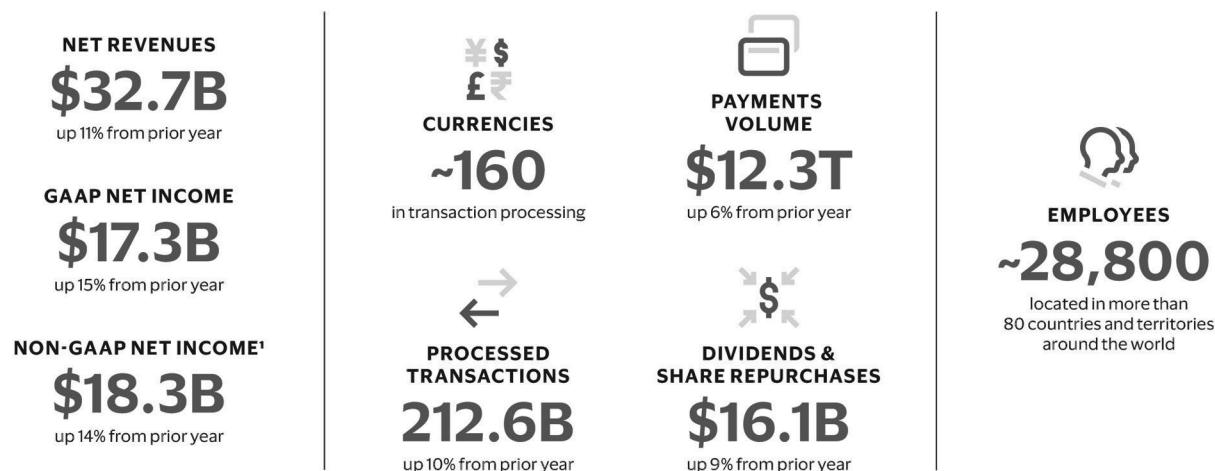 NET REVENUES
$32.7B
up 11% from prior year
GAAP NET INCOME
$17.3B
up 15% from prior year
NON-GAAP NET INCOME¹
$18.3B
up 14% from prior year
¥ $
£ ₹
CURRENCIES
~160
in transaction processing
PROCESSED
TRANSACTIONS
212.6B
up 10% from prior year
PAYMENTS
VOLUME
$12.3T
up 6% from prior year
$
DIVIDENDS &
SHARE REPURCHASES
$16.1B
up 9% from prior year
EMPLOYEES
~28,800
located in more than
80 countries and territories
around the world